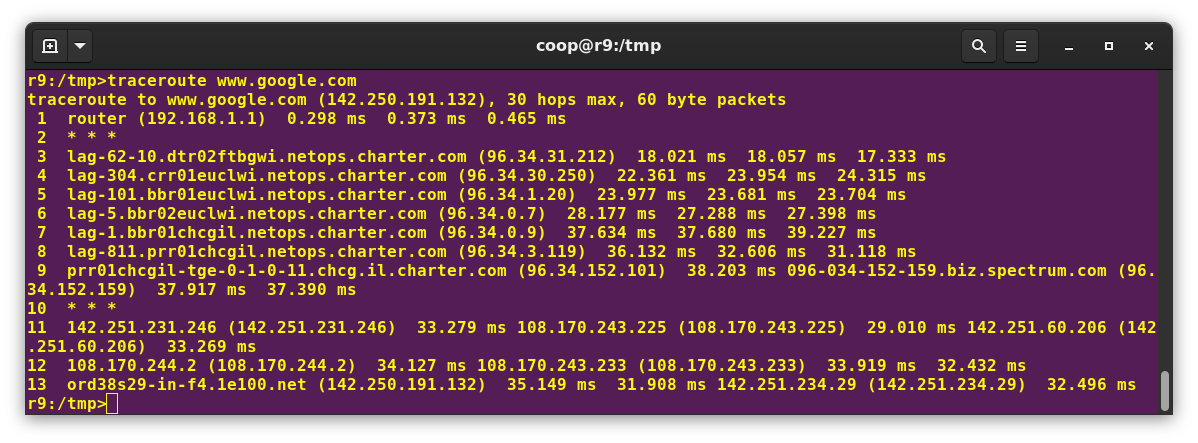 coop@r9:/tmp
r9:/tmp>traceroute www.google.com
traceroute to www.google.com (142.250.191.132), 30 hops max, 60 byte packets
 1  router (192.168.1.1)  0.298 ms  0.373 ms  0.465 ms
 2  * * *
 3  lag-62-10.dtr02ftbgwi.netops.charter.com (96.34.31.212)  18.021 ms  18.057 ms  17.333 ms
 4  lag-304.crr01euclwi.netops.charter.com (96.34.30.250)  22.361 ms  23.954 ms  24.315 ms
 5  lag-101.bbr01euclwi.netops.charter.com (96.34.1.20)  23.977 ms  23.681 ms  23.704 ms
 6  lag-5.bbr02euclwi.netops.charter.com (96.34.0.7)  28.177 ms  27.288 ms  27.398 ms
 7  lag-1.bbr01chcgil.netops.charter.com (96.34.0.9)  37.634 ms  37.680 ms  39.227 ms
 8  lag-811.prr01chcgil.netops.charter.com (96.34.3.119)  36.132 ms  32.606 ms  31.118 ms
 9  prr01chcgil-tge-0-1-0-11.chcg.il.charter.com (96.34.152.101)  38.203 ms 096-034-152-159.biz.spectrum.com (96.
34.152.159)  37.917 ms  37.390 ms
10  * * *
11  142.251.231.246 (142.251.231.246)  33.279 ms 108.170.243.225 (108.170.243.225)  29.010 ms 142.251.60.206 (142
.251.60.206)  33.269 ms
12  108.170.244.2 (108.170.244.2)  34.127 ms 108.170.243.233 (108.170.243.233)  33.919 ms  32.432 ms
13  ord38s29-in-f4.1e100.net (142.250.191.132)  35.149 ms  31.908 ms 142.251.234.29 (142.251.234.29)  32.496 ms
r9:/tmp>